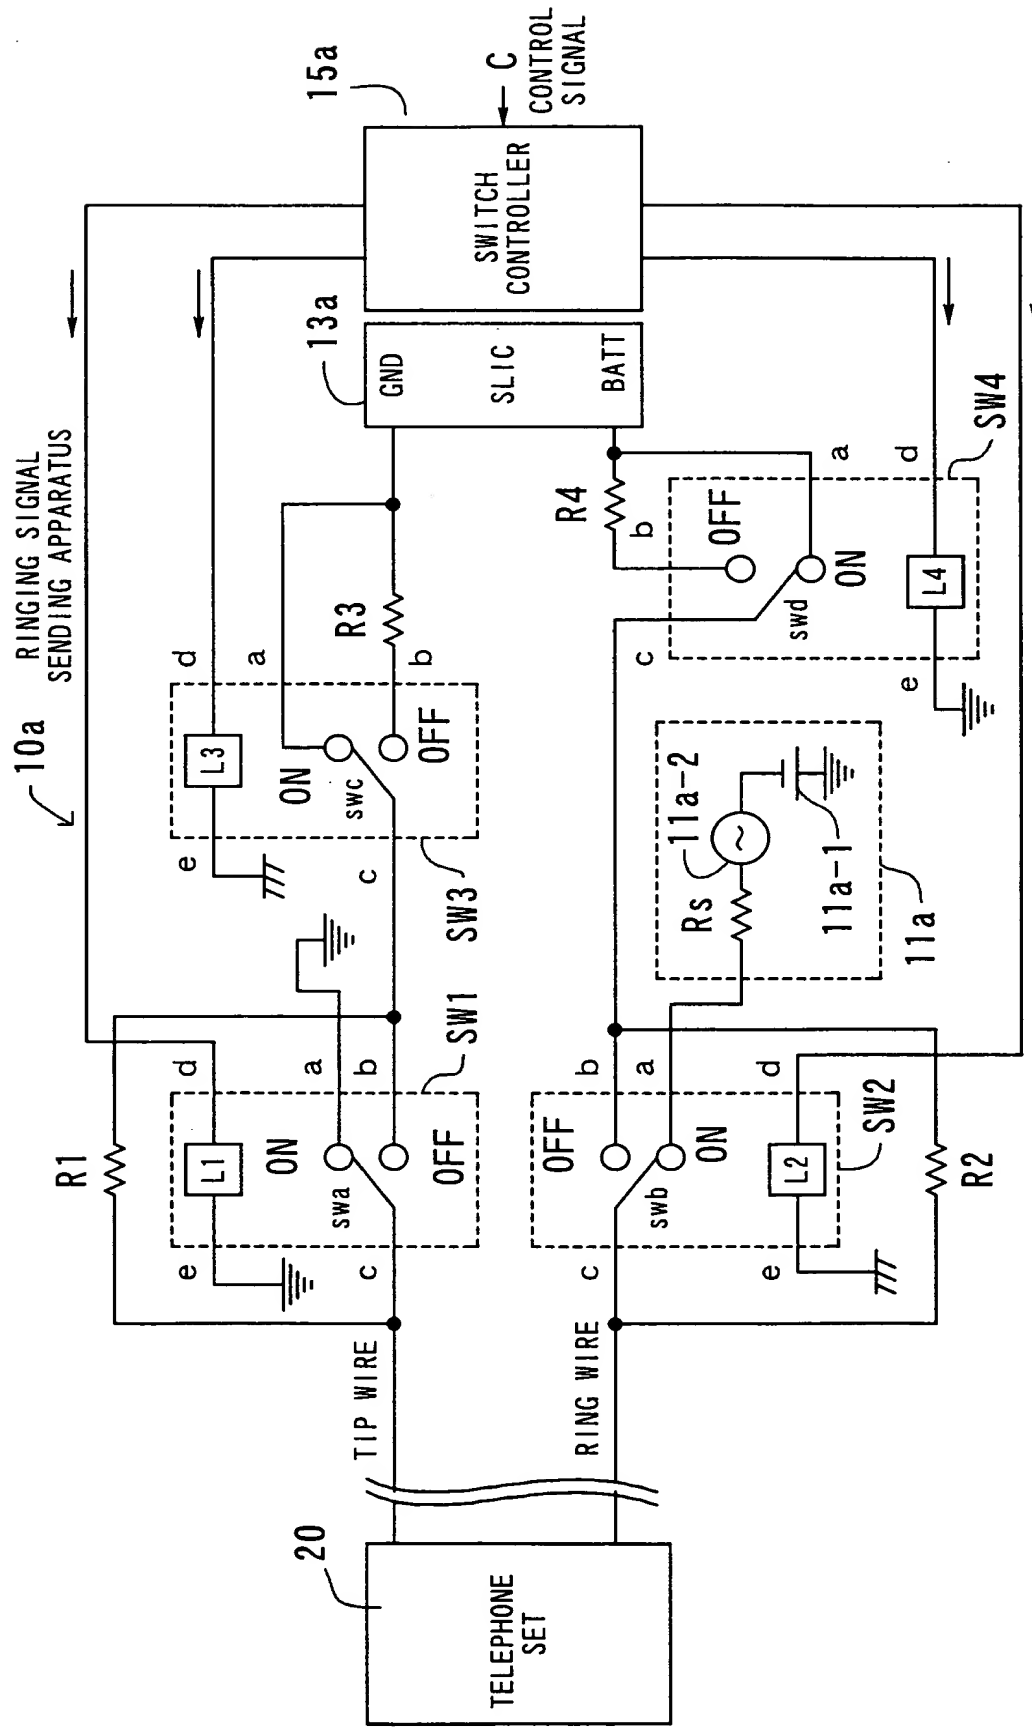 10a
RINGING SIGNAL
SENDING APPARATUS
15a
C
CONTROL
SIGNAL
SWITCH
CONTROLLER
13a
GND
SLIC
BATT
R1
d
L1
e
ON
swa
OFF
a
b
c
SW1
d
L3
e
ON
swc
OFF
a
b
c
SW3
R3
R4
TIP WIRE
RING WIRE
20
TELEPHONE
SET
OFF
swb
ON
b
a
c
d
L2
e
SW2
R2
Rs
11a-2
11a-1
11a
OFF
swd
ON
b
a
c
d
L4
e
SW4